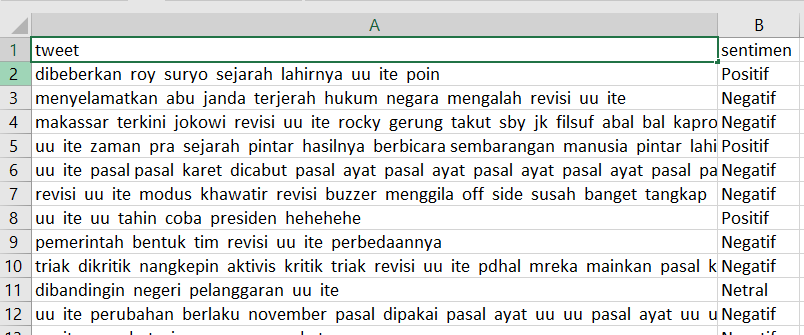 A B
1 tweet sentimen
2 dibeberkan roy suryo sejarah lahirnya uu ite poin Positif
3 menyelamatkan abu janda terjerah hukum negara mengalah revisi uu ite Negatif
4 makassar terkini jokowi revisi uu ite rocky gerung takut sby jk filsuf abal bal kapro Negatif
5 uu ite zaman pra sejarah pintar hasilnya berbicara sembarangan manusia pintar lahi Positif
6 uu ite pasal pasal karet dicabut pasal ayat pasal ayat pasal ayat pasal ayat pasal pa Negatif
7 revisi uu ite modus khawatir revisi buzzer menggila off side susah banget tangkap Negatif
8 uu ite uu tahin coba presiden hehehehe Positif
9 pemerintah bentuk tim revisi uu ite perbedaannya Negatif
10 triak dikritik nangkepin aktivis kritik triak revisi uu ite pdhal mreka mainkan pasal k Negatif
11 dibandingin negeri pelanggaran uu ite Netral
12 uu ite perubahan berlaku november pasal dipakai pasal ayat uu uu pasal ayat uu u Negatif